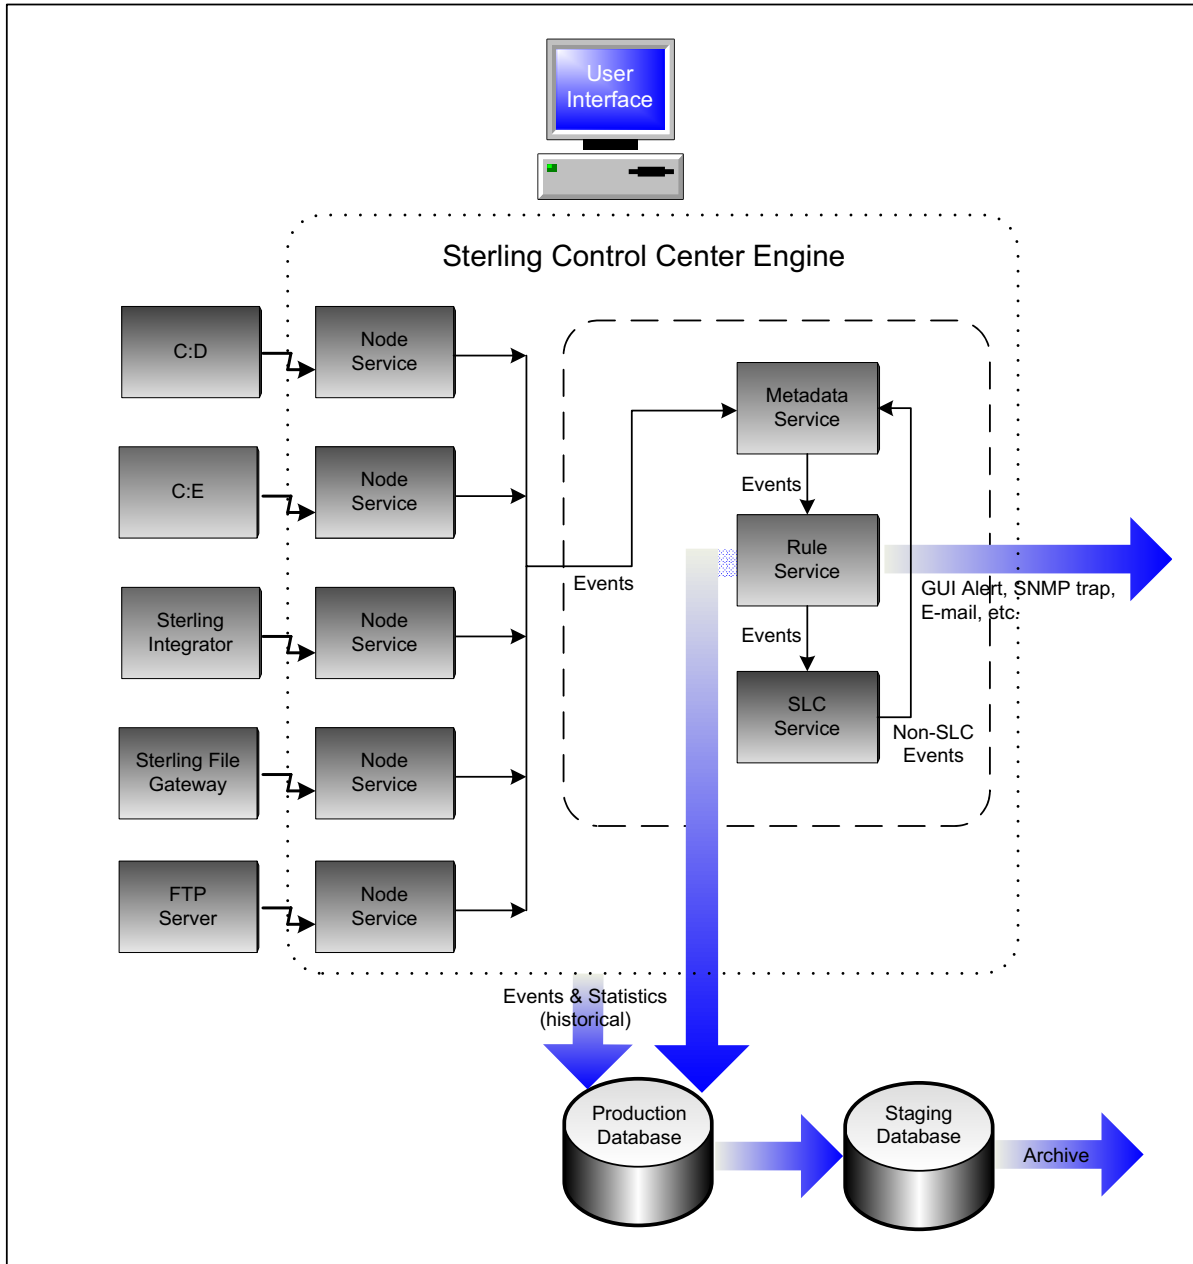 User
Interface
Sterling Control Center Engine
C:D
Node
Service
C:E
Node
Service
Sterling
Integrator
Node
Service
Sterling File
Gateway
Node
Service
FTP
Server
Node
Service
Events
Metadata
Service
Events
Rule
Service
Events
SLC
Service
Non-SLC
Events
GUI Alert, SNMP trap,
E-mail, etc.
Events & Statistics
(historical)
Production
Database
Staging
Database
Archive